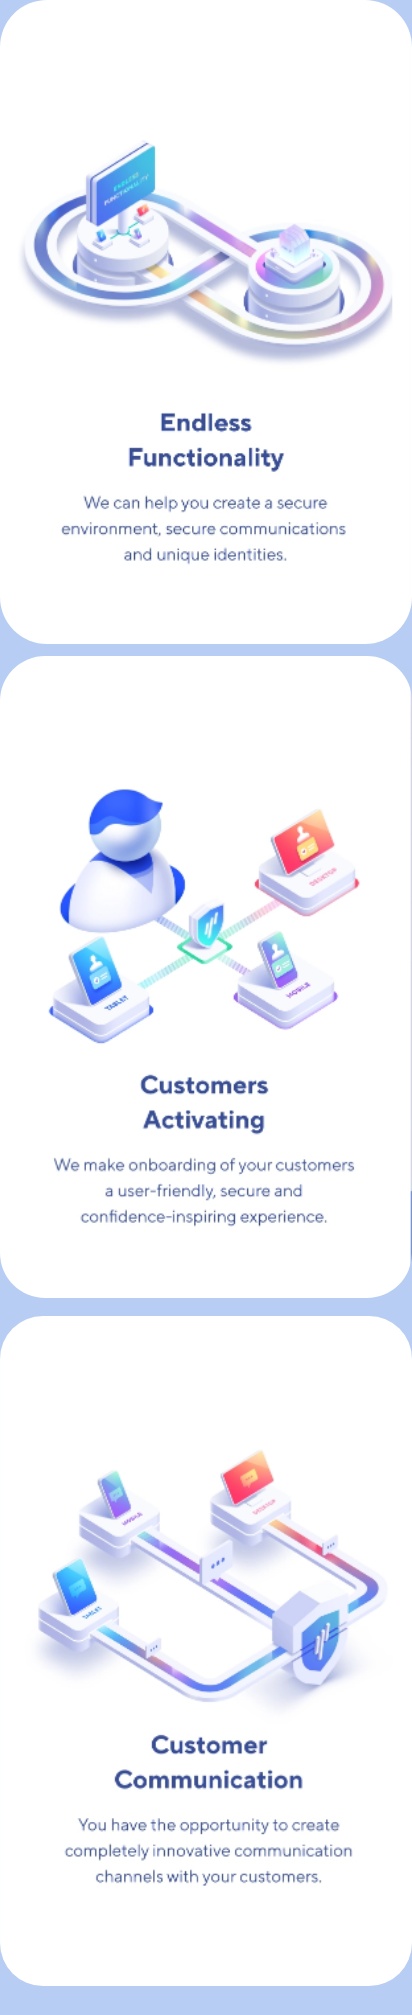 ENDLESS
FUNCTIONALITY
Endless
Functionality
We can help you create a secure
environment, secure communications
and unique identities.
DESKTOP
TABLET
MOBILE
Customers
Activating
We make onboarding of your customers
a user-friendly, secure and
confidence-inspiring experience.
MOBILE
DESKTOP
TABLET
Customer
Communication
You have the opportunity to create
completely innovative communication
channels with your customers.